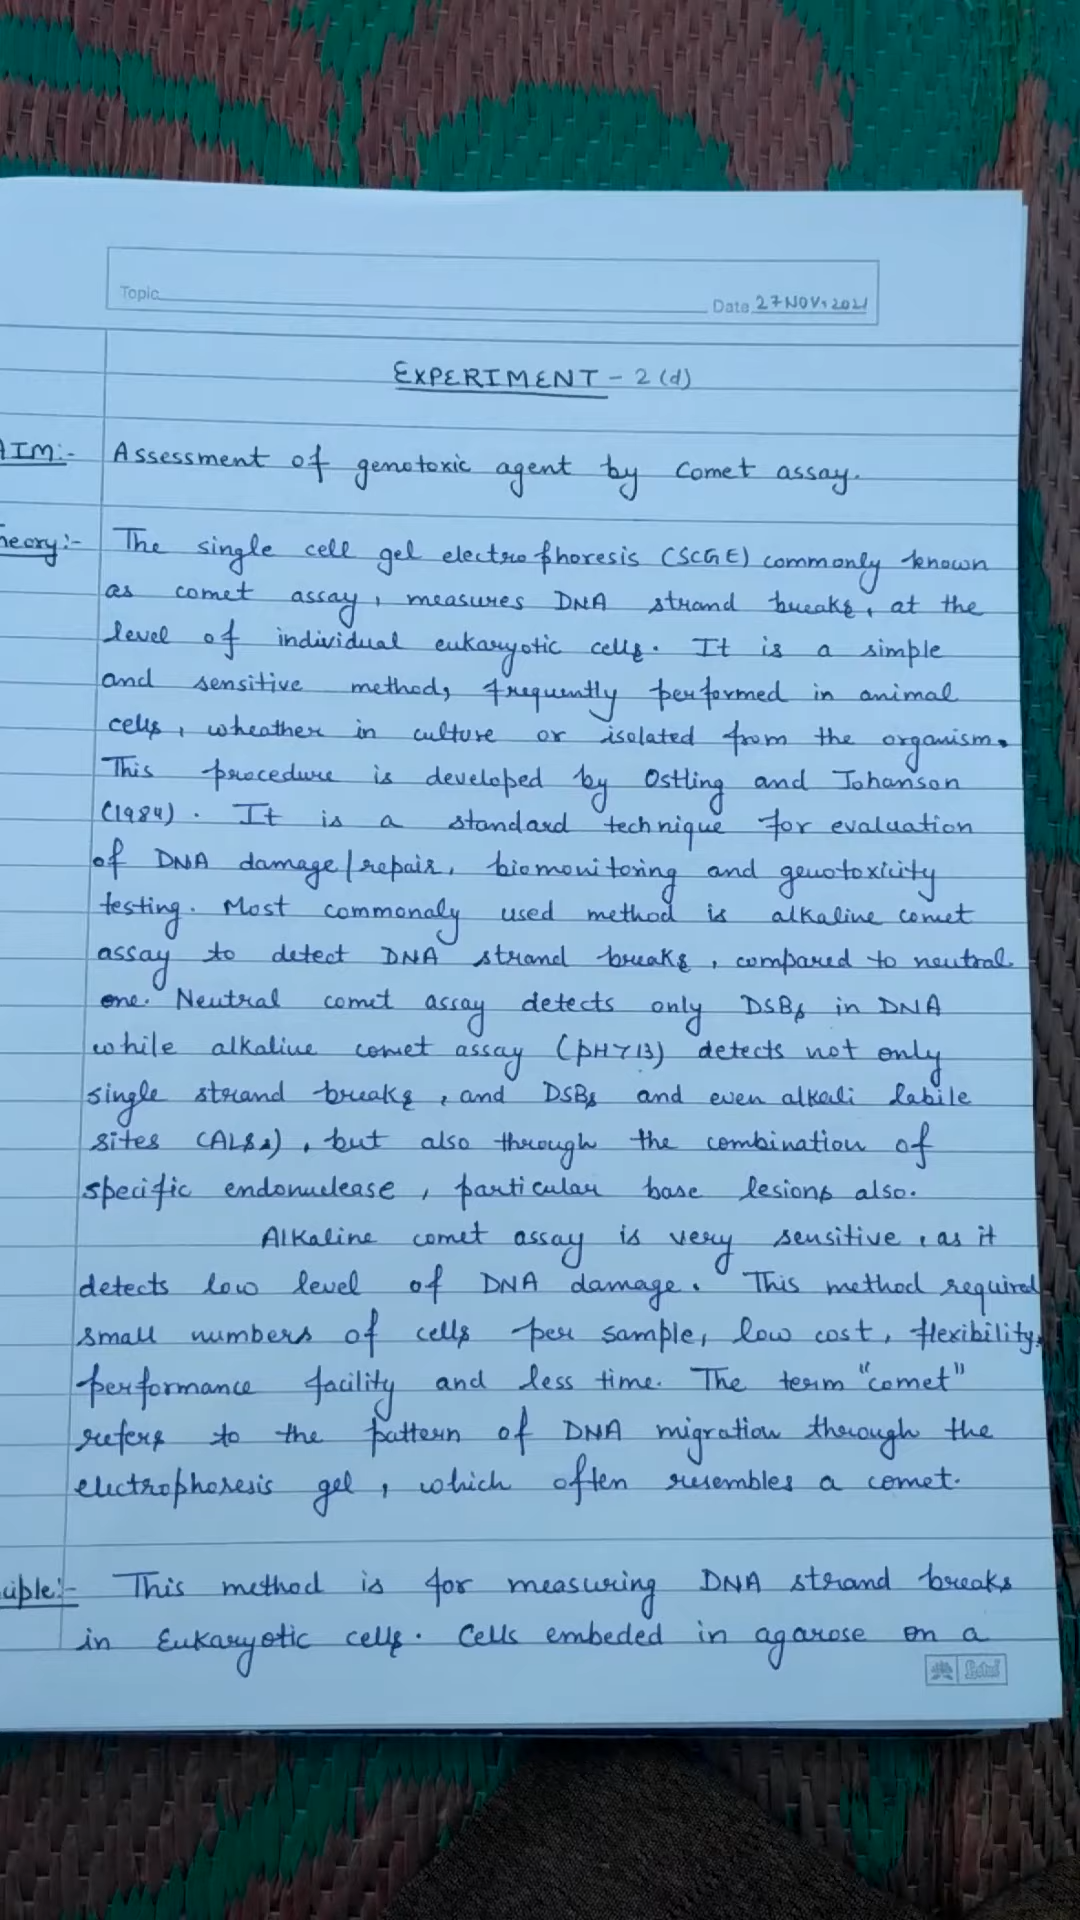 Topic
Date 27 NOV, 2021
EXPERIMENT - 2 (d)
AIM:- Assessment of genotoxic agent by comet assay.
heory:- The single cell gel electrophoresis (SCGE) commonly known
as comet assay, measures DNA strand breaks, at the
level of individual eukaryotic cells. It is a simple
and sensitive method, frequently performed in animal
cells, wheather in culture or isolated from the organism.
This procedure is developed by Ostling and Johanson
(1984). It is a standard technique for evaluation
of DNA damage/repair, biomonitoring and genotoxicity
testing. Most commonaly used method is alkaline comet
assay to detect DNA strand breaks, compared to neutral
one. Neutral comet assay detects only DSBs in DNA
while alkaline comet assay (pH>13) detects not only
single strand breaks, and DSBs and even alkali labile
sites (ALSs), but also through the combination of
specific endonuclease, particular base lesions also.
Alkaline comet assay is very sensitive, as it
detects low level of DNA damage. This method required
small numbers of cells per sample, low cost, flexibility,
performance facility and less time. The term "comet"
refers to the pattern of DNA migration through the
electrophoresis gel, which often resembles a comet.
ciple:- This method is for measuring DNA strand breaks
in Eukaryotic cells. Cells embeded in agarose on a